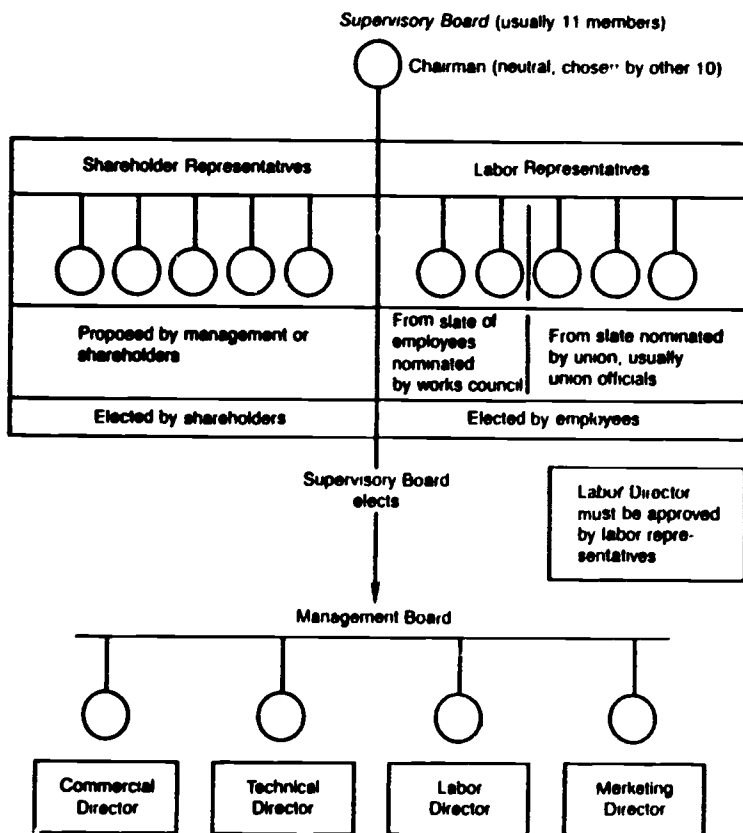 Supervisory Board (usually 11 members)
Chairman (neutral, chosen by other 10)
Shareholder Representatives
Labor Representatives
Proposed by management or
shareholders
From slate of
employees
nominated
by works council
From slate nominated
by union, usually
union officials
Elected by shareholders
Elected by employees
Supervisory Board
elects
Labor Director
must be approved
by labor repre-
sentatives
Management Board
Commercial
Director
Technical
Director
Labor
Director
Merketing
Director